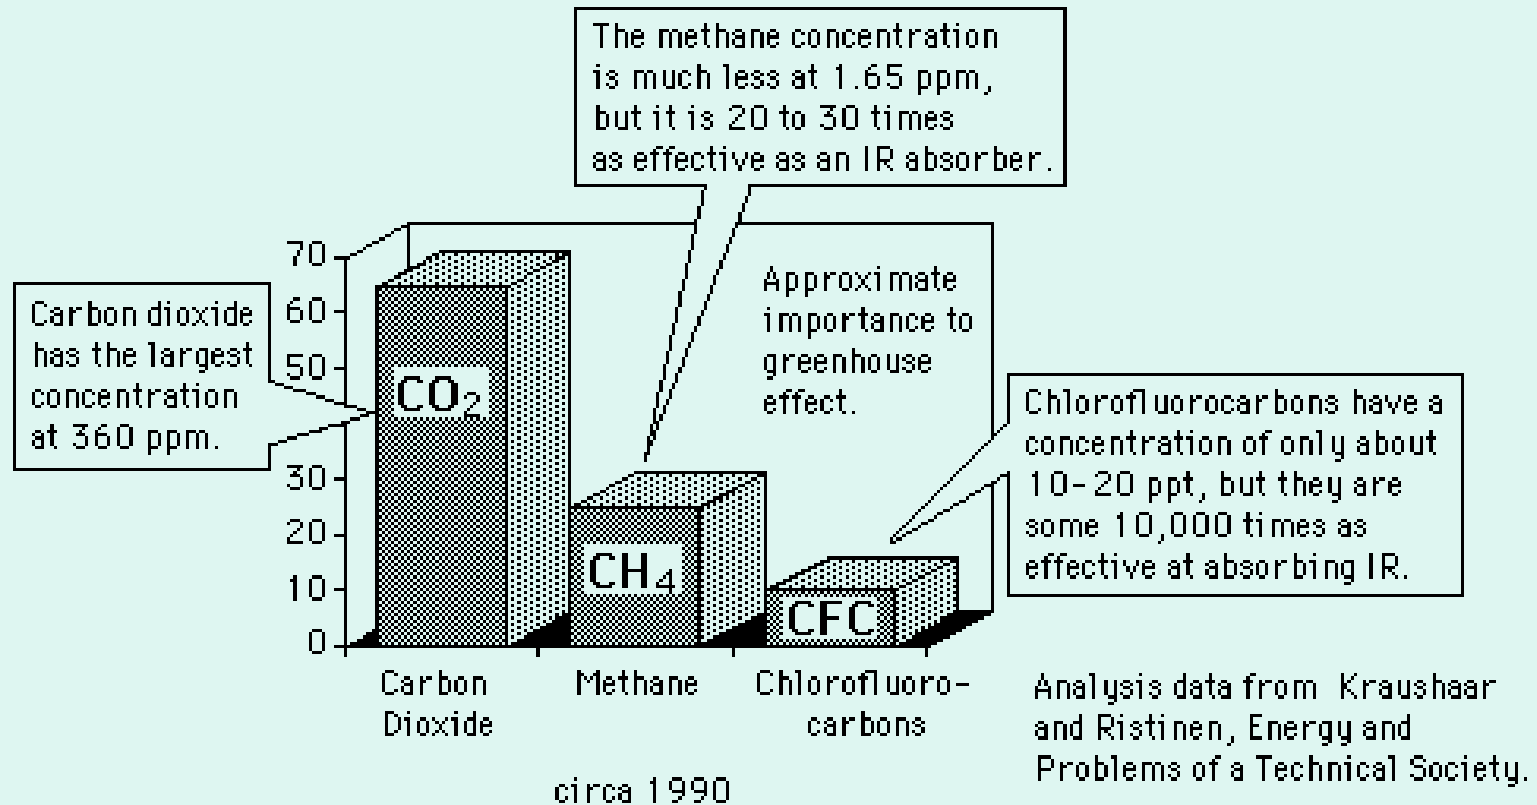 The methane concentration
is much less at 1.65 ppm,
but it is 20 to 30 times
as effective as an IR absorber.
Carbon dioxide
has the largest
concentration
at 360 ppm.
70
60
50
30
20
10
0
CO₂
CH₄
CFC
Approximate
importance to
greenhouse
effect.
Chlorofluorocarbons have a
concentration of only about
10-20 ppt, but they are
some 10,000 times as
effective at absorbing IR.
Carbon
Dioxide
Methane
Chlorofluoro-
carbons
circa 1990
Analysis data from Kraushaar
and Ristinen, Energy and
Problems of a Technical Society.